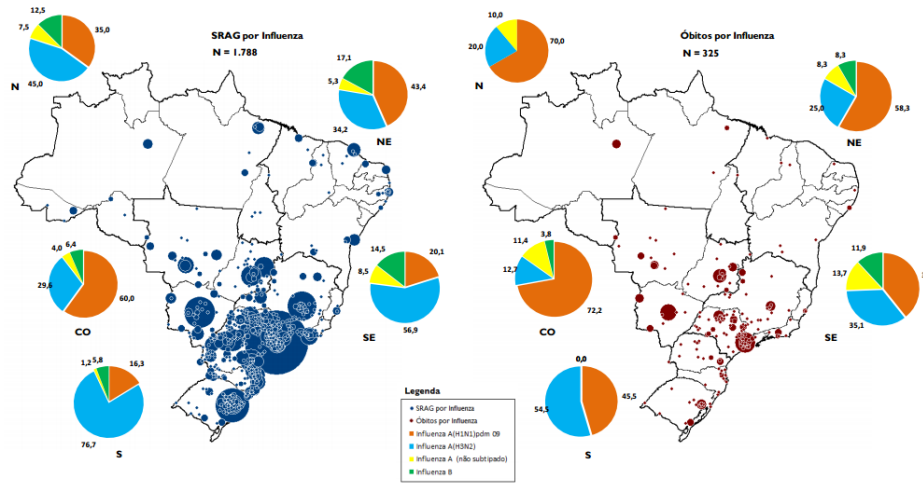 SRAG por Influenza
N = 1.788
12,5
7,5
35,0
45,0
N
17,1
5,3
43,4
34,2
NE
4,0
6,4
29,6
60,0
CO
14,5
20,1
8,5
56,9
SE
1,2
5,8
16,3
76,7
S
Óbitos por Influenza
N = 325
10,0
20,0
70,0
N
8,3
8,3
25,0
58,3
NE
11,4
3,8
12,7
72,2
CO
11,9
13,7
35,1
SE
0,0
54,5
45,5
S
Legenda
SRAG por Influenza
Óbitos por Influenza
Influenza A(H1N1)pdm 09
Influenza A(H3N2)
Influenza A (não subtipado)
Influenza B